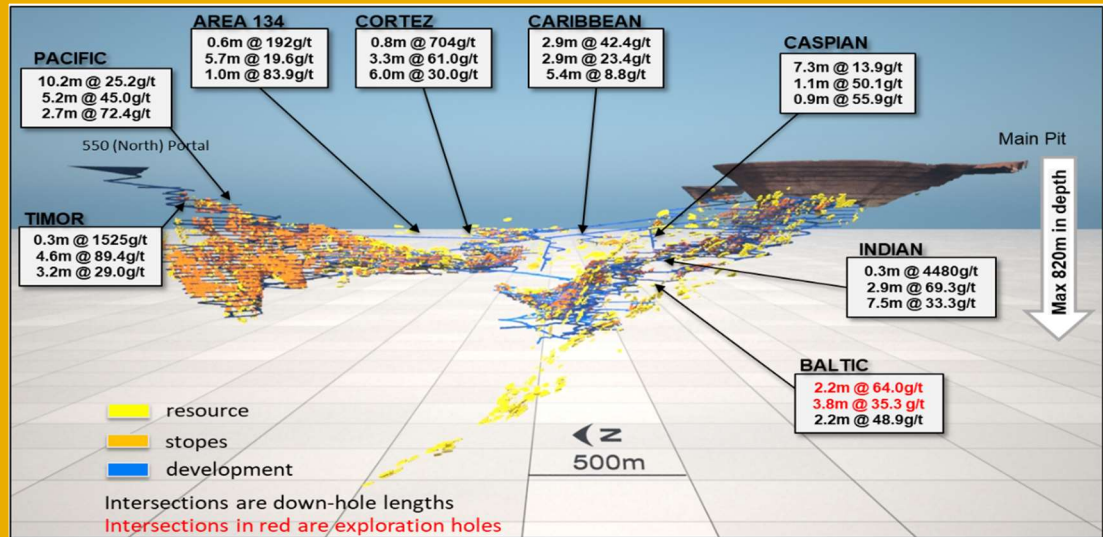 AREA 134
0.6m @ 192g/t
5.7m @ 19.6g/t
1.0m @ 83.9g/t
CORTEZ
0.8m @ 704g/t
3.3m @ 61.0g/t
6.0m @ 30.0g/t
CARIBBEAN
2.9m @ 42.4g/t
2.9m @ 23.4g/t
5.4m @ 8.8g/t
CASPIAN
7.3m @ 13.9g/t
1.1m @ 50.1g/t
0.9m @ 55.9g/t
PACIFIC
10.2m @ 25.2g/t
5.2m @ 45.0g/t
2.7m @ 72.4g/t
550 (North) Portal
Main Pit
TIMOR
0.3m @ 1525g/t
4.6m @ 89.4g/t
3.2m @ 29.0g/t
INDIAN
0.3m @ 4480g/t
2.9m @ 69.3g/t
7.5m @ 33.3g/t
Max 820m in depth
BALTIC
2.2m @ 64.0g/t
3.8m @ 35.3 g/t
2.2m @ 48.9g/t
resource
stopes
development
N
500m
Intersections are down-hole lengths
Intersections in red are exploration holes